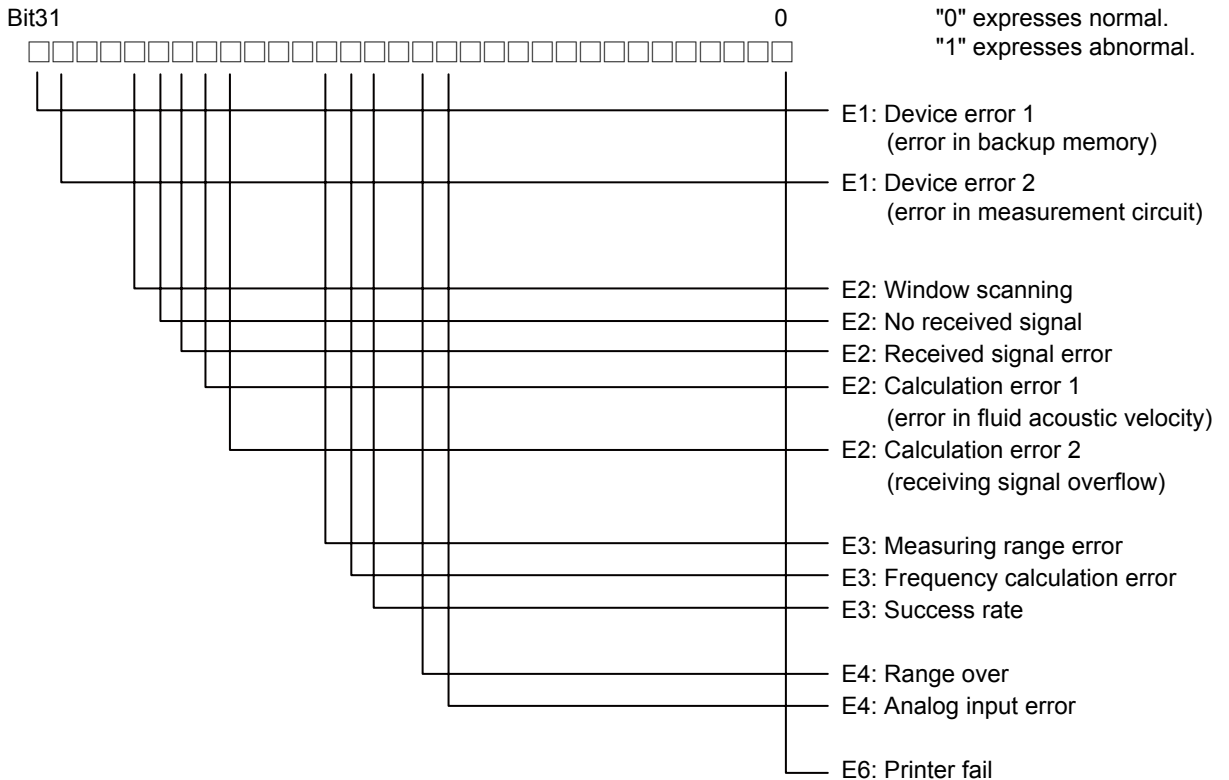 Bit31 0 "0" expresses normal.
"1" expresses abnormal.
E1: Device error 1
(error in backup memory)
E1: Device error 2
(error in measurement circuit)
E2: Window scanning
E2: No received signal
E2: Received signal error
E2: Calculation error 1
(error in fluid acoustic velocity)
E2: Calculation error 2
(receiving signal overflow)
E3: Measuring range error
E3: Frequency calculation error
E3: Success rate
E4: Range over
E4: Analog input error
E6: Printer fail